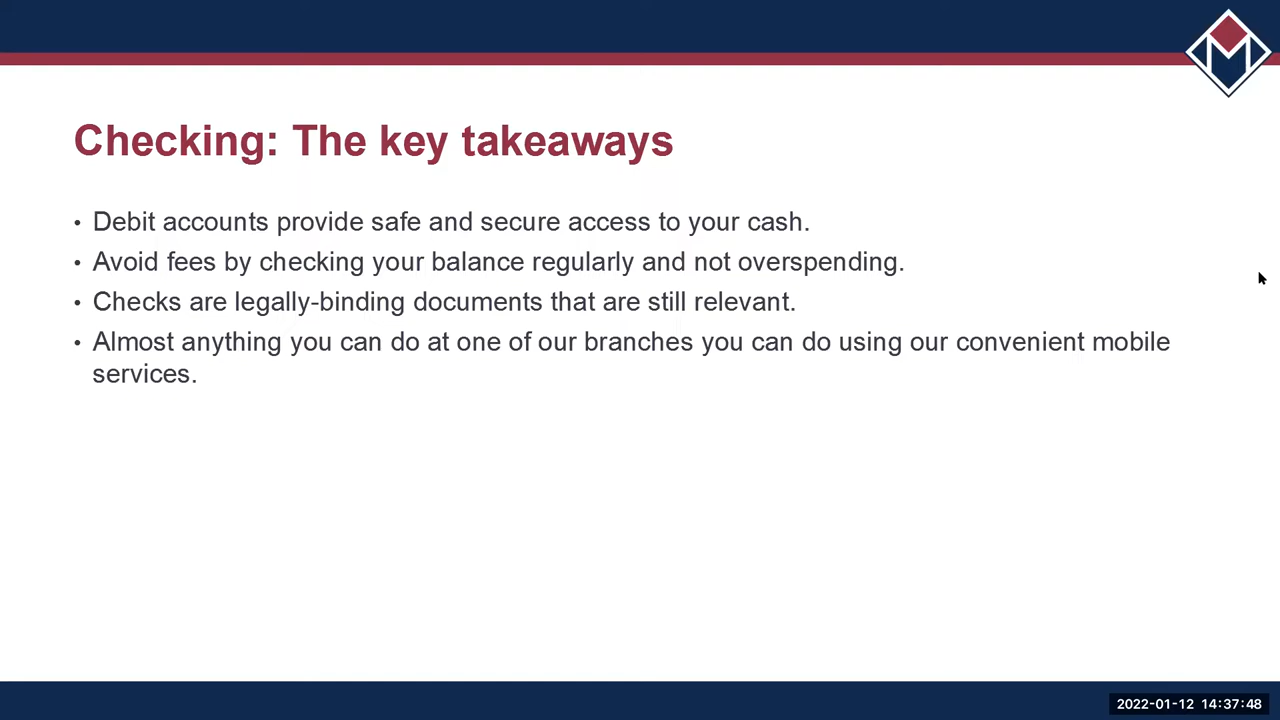 Checking: The key takeaways
• Debit accounts provide safe and secure access to your cash.
• Avoid fees by checking your balance regularly and not overspending.
• Checks are legally-binding documents that are still relevant.
• Almost anything you can do at one of our branches you can do using our convenient mobile
services.
2022-01-12 14:37:48